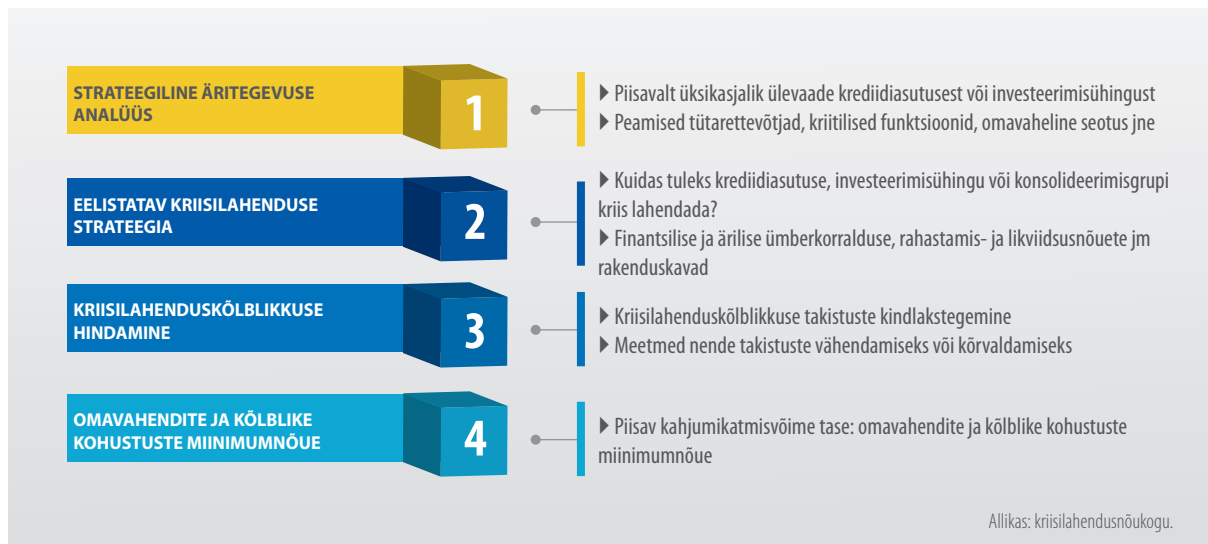 STRATEEGILINE ÄRITEGEVUSE
ANALÜÜS
1
▶ Piisavalt üksikasjalik ülevaade krediidiasutusest või investeerimisühingust
▶ Peamised tütarettevõtjad, kriitilised funktsioonid, omavaheline seotus jne
EELISTATAV KRIISILAHENDUSE
STRATEEGIA
2
▶ Kuidas tuleks krediidiasutuse, investeerimisühingu või konsolideerimisgrupi
kriis lahendada?
▶ Finantsilise ja ärilise ümberkorralduse, rahastamis- ja likviidsusnõuete jm
rakenduskavad
KRIISILAHENDUSKÕLBLIKKUSE
HINDAMINE
3
▶ Kriisilahenduskõlblikkuse takistuste kindlakstegemine
▶ Meetmed nende takistuste vähendamiseks või kõrvaldamiseks
OMAVAHENDITE JA KÕLBLIKE
KOHUSTUSTE MIINIMUMNÕUE
4
▶ Piisav kahjumikatmisvõime tase: omavahendite ja kõlblike kohustuste
miinimumnõue
Allikas: kriisilahendusnõukogu.